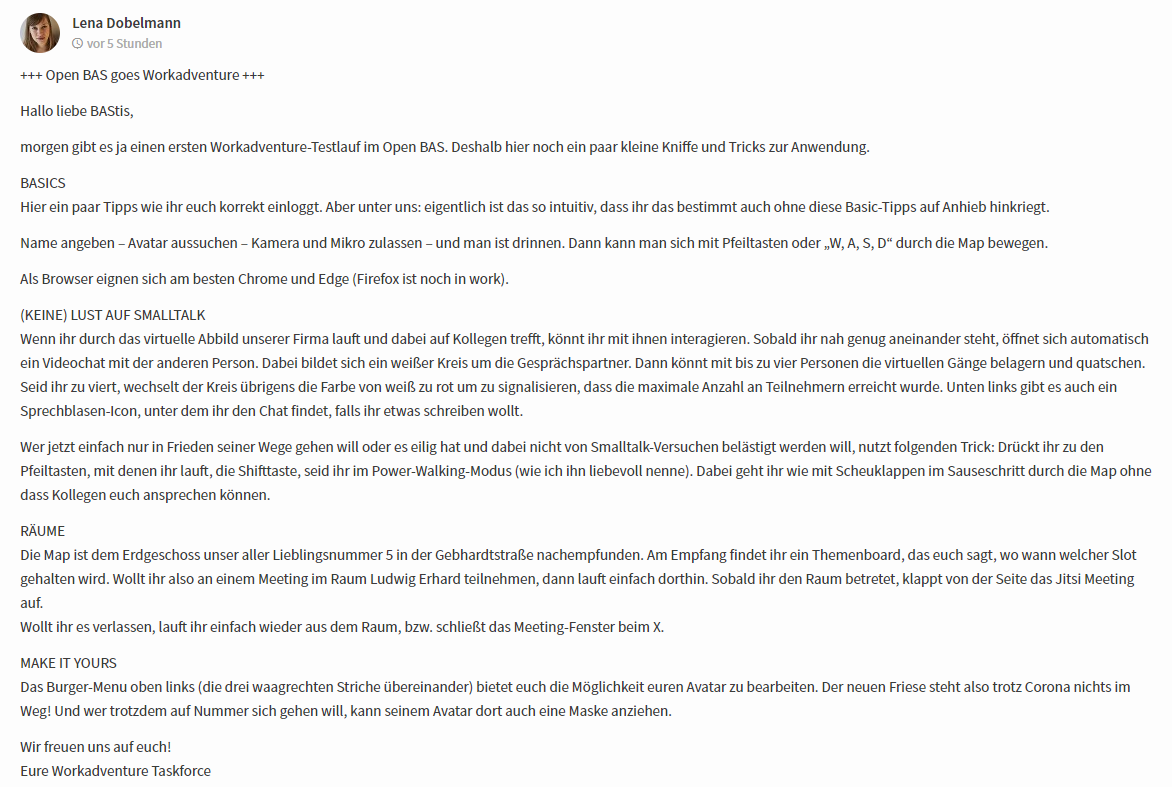 Lena Dobelmann
vor 5 Stunden
+++ Open BAS goes Workadventure +++
Hallo liebe BAStis,
morgen gibt es ja einen ersten Workadventure-Testlauf im Open BAS. Deshalb hier noch ein paar kleine Kniffe und Tricks zur Anwendung.
BASICS
Hier ein paar Tipps wie ihr euch korrekt einloggt. Aber unter uns: eigentlich ist das so intuitiv, dass ihr das bestimmt auch ohne diese Basic-Tipps auf Anhieb hinkriegt.
Name angeben – Avatar aussuchen – Kamera und Mikro zulassen – und man ist drinnen. Dann kann man sich mit Pfeiltasten oder „W, A, S, D“ durch die Map bewegen.
Als Browser eignen sich am besten Chrome und Edge (Firefox ist noch in work).
(KEINE) LUST AUF SMALLTALK
Wenn ihr durch das virtuelle Abbild unserer Firma lauft und dabei auf Kollegen trefft, könnt ihr mit ihnen interagieren. Sobald ihr nah genug aneinander steht, öffnet sich automatisch
ein Videochat mit der anderen Person. Dabei bildet sich ein weißer Kreis um die Gesprächspartner. Dann könnt mit bis zu vier Personen die virtuellen Gänge belagern und quatschen.
Seid ihr zu viert, wechselt der Kreis übrigens die Farbe von weiß zu rot um zu signalisieren, dass die maximale Anzahl an Teilnehmern erreicht wurde. Unten links gibt es auch ein
Sprechblasen-Icon, unter dem ihr den Chat findet, falls ihr etwas schreiben wollt.
Wer jetzt einfach nur in Frieden seiner Wege gehen will oder es eilig hat und dabei nicht von Smalltalk-Versuchen belästigt werden will, nutzt folgenden Trick: Drückt ihr zu den
Pfeiltasten, mit denen ihr lauft, die Shifttaste, seid ihr im Power-Walking-Modus (wie ich ihn liebevoll nenne). Dabei geht ihr wie mit Scheuklappen im Sauseschritt durch die Map ohne
dass Kollegen euch ansprechen können.
RÄUME
Die Map ist dem Erdgeschoss unser aller Lieblingsnummer 5 in der Gebhardtstraße nachempfunden. Am Empfang findet ihr ein Themenboard, das euch sagt, wo wann welcher Slot
gehalten wird. Wollt ihr also an einem Meeting im Raum Ludwig Erhard teilnehmen, dann lauft einfach dorthin. Sobald ihr den Raum betretet, klappt von der Seite das Jitsi Meeting
auf.
Wollt ihr es verlassen, lauft ihr einfach wieder aus dem Raum, bzw. schließt das Meeting-Fenster beim X.
MAKE IT YOURS
Das Burger-Menu oben links (die drei waagrechten Striche übereinander) bietet euch die Möglichkeit euren Avatar zu bearbeiten. Der neuen Friese steht also trotz Corona nichts im
Weg! Und wer trotzdem auf Nummer sich gehen will, kann seinem Avatar dort auch eine Maske anziehen.
Wir freuen uns auf euch!
Eure Workadventure Taskforce